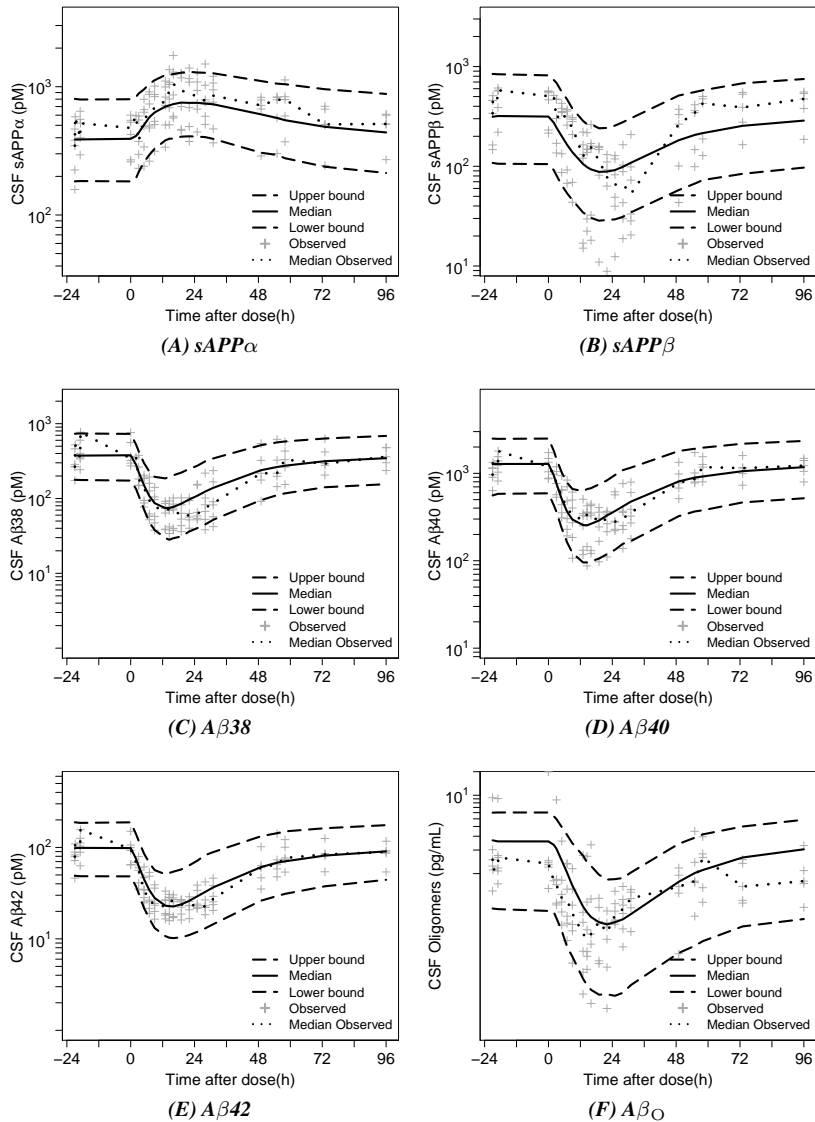 CSF sAPPα (pM)
10³
10²
Upper bound
Median
Lower bound
Observed
Median Observed
−24 0 24 48 72 96
Time after dose(h)
(A) sAPPα
CSF sAPPβ (pM)
10³
10²
10¹
Upper bound
Median
Lower bound
Observed
Median Observed
−24 0 24 48 72 96
Time after dose(h)
(B) sAPPβ
CSF Aβ38 (pM)
10³
10²
10¹
Upper bound
Median
Lower bound
Observed
Median Observed
−24 0 24 48 72 96
Time after dose(h)
(C) Aβ38
CSF Aβ40 (pM)
10³
10²
10¹
Upper bound
Median
Lower bound
Observed
Median Observed
−24 0 24 48 72 96
Time after dose(h)
(D) Aβ40
CSF Aβ42 (pM)
10²
10¹
Upper bound
Median
Lower bound
Observed
Median Observed
−24 0 24 48 72 96
Time after dose(h)
(E) Aβ42
CSF Oligomers (pg/mL)
10¹
Upper bound
Median
Lower bound
Observed
Median Observed
−24 0 24 48 72 96
Time after dose(h)
(F) Aβ_O